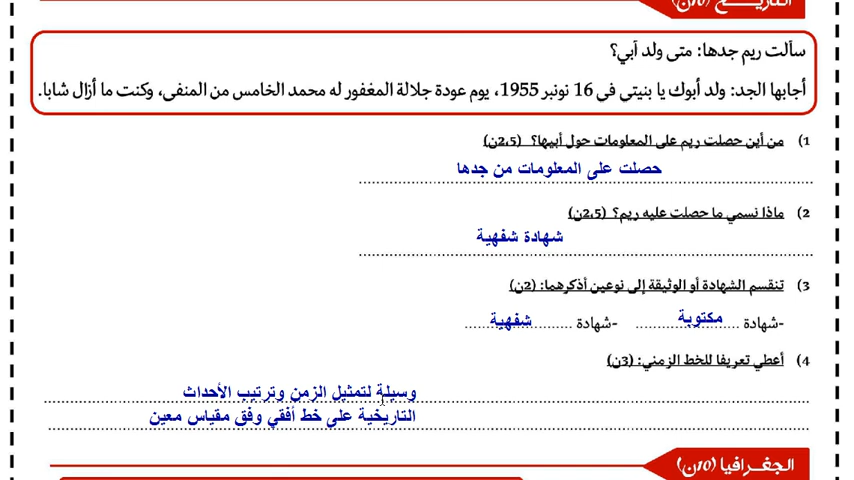 التاريـــخ (10ن)
سألت ريم جدها: متى ولد أبي؟
أجابها الجد: ولد أبوك يا بنيتي في 16 نونبر 1955، يوم عودة جلالة المغفور له محمد الخامس من المنفى، وكنت ما أزال شابا.
1) من أين حصلت ريم على المعلومات حول أبيها؟ (2،5ن)
حصلت على المعلومات من جدها
2) ماذا نسمي ما حصلت عليه ريم؟ (2،5ن)
شهادة شفهية
3) تنقسم الشهادة أو الوثيقة إلى نوعين أذكرهما: (2ن)
-شهادة مكتوبة -شهادة شفهية
4) أعطي تعريفا للخط الزمني: (3ن)
وسيلة لتمثيل الزمن وترتيب الأحداث
التاريخية على خط أفقي وفق مقياس معين
الجغـرافيا (10ن)